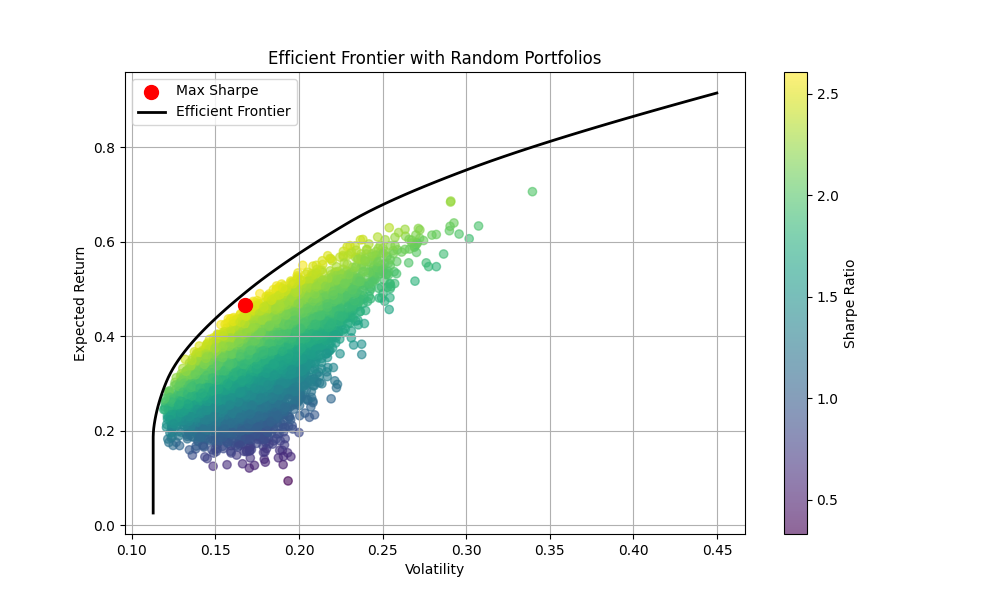 Efficient Frontier with Random Portfolios
Max Sharpe
Efficient Frontier
Expected Return
0.8
0.6
0.4
0.2
0.0
0.10 0.15 0.20 0.25 0.30 0.35 0.40 0.45
Volatility
2.5
2.0
1.5
1.0
0.5
Sharpe Ratio